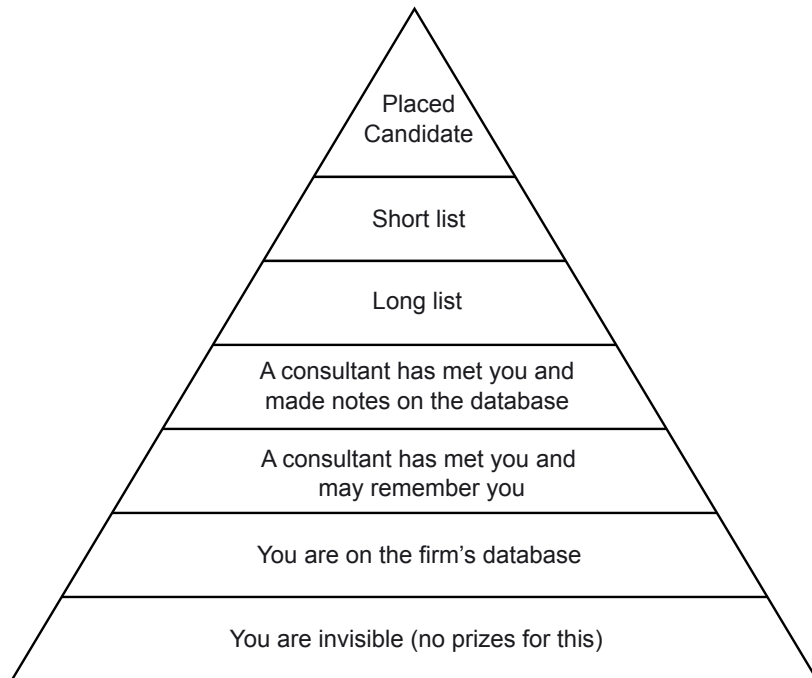 Placed
Candidate
Short list
Long list
A consultant has met you and
made notes on the database
A consultant has met you and
may remember you
You are on the firm’s database
You are invisible (no prizes for this)